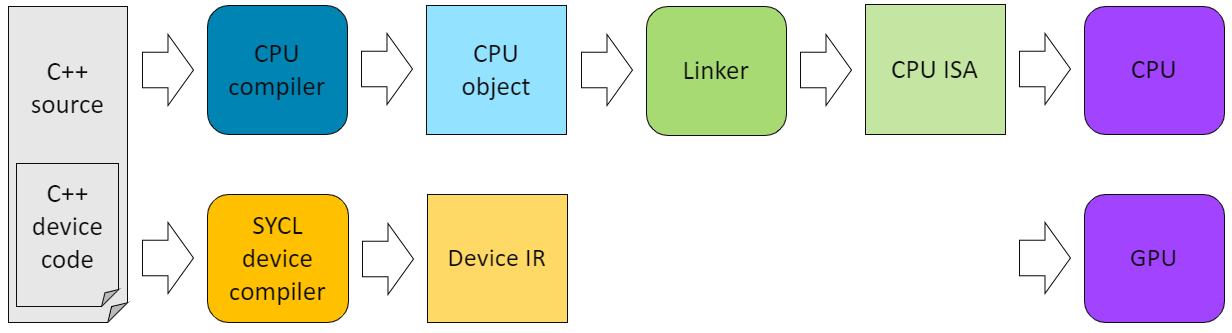 C++
source
CPU
compiler
CPU
object
Linker
CPU ISA
CPU
C++
device
code
SYCL
device
compiler
Device IR
GPU